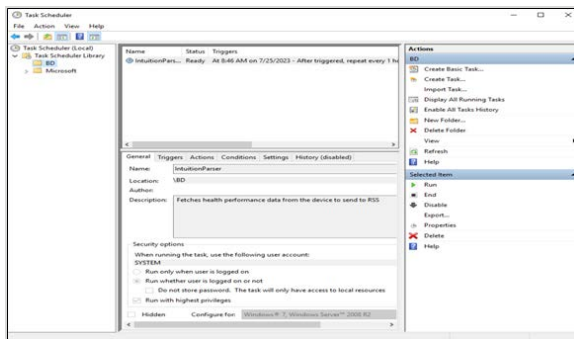 Task Scheduler
File Action View Help
Task Scheduler (Local)
Task Scheduler Library
BD
Microsoft
Name Status Triggers
IntuitionPars... Ready At 8:46 AM on 7/25/2023 - After triggered, repeat every 1 h
General Triggers Actions Conditions Settings History (disabled)
Name: IntuitionParser
Location: \BD
Author:
Description: Fetches health performance data from the device to send to RSS
Security options
When running the task, use the following user account:
SYSTEM
Run only when user is logged on
Run whether user is logged on or not
Do not store password. The task will only have access to local resources
Run with highest privileges
Hidden Configure for: Windows® 7, Windows Server™ 2008 R2
Actions
BD
Create Basic Task...
Create Task...
Import Task...
Display All Running Tasks
Enable All Tasks History
New Folder...
Delete Folder
View
Refresh
Help
Selected Item
Run
End
Disable
Export...
Properties
Delete
Help